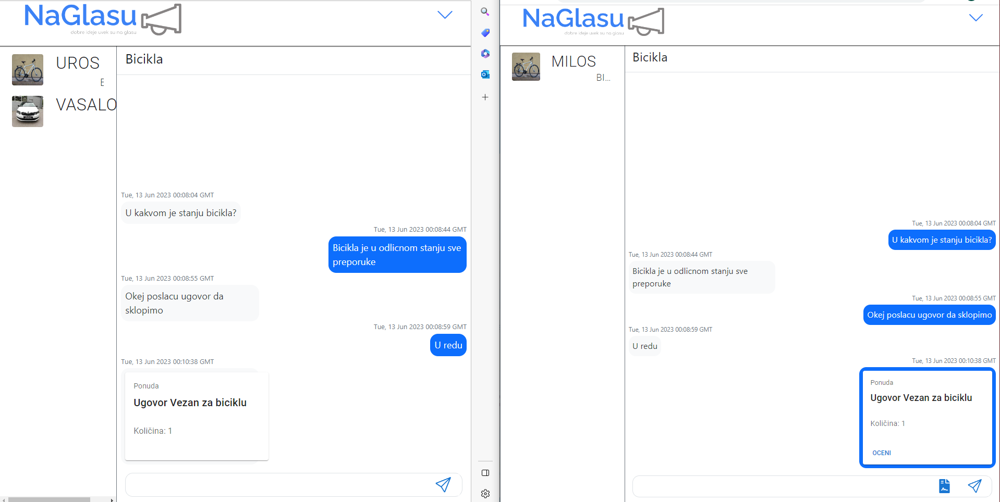 NaGlasu
dobre ideje uvek su na glasu
UROS
B
VASALO
Bicikla
Tue, 13 Jun 2023 00:08:04 GMT
U kakvom je stanju bicikla?
Tue, 13 Jun 2023 00:08:44 GMT
Bicikla je u odlicnom stanju sve
preporuke
Tue, 13 Jun 2023 00:08:55 GMT
Okej poslacu ugovor da
sklopimo
Tue, 13 Jun 2023 00:08:59 GMT
U redu
Tue, 13 Jun 2023 00:10:38 GMT
Ponuda
Ugovor Vezan za biciklu
Količina: 1
NaGlasu
dobre ideje uvek su na glasu
MILOS
BI...
Bicikla
Tue, 13 Jun 2023 00:08:04 GMT
U kakvom je stanju bicikla?
Tue, 13 Jun 2023 00:08:44 GMT
Bicikla je u odlicnom stanju sve
preporuke
Tue, 13 Jun 2023 00:08:55 GMT
Okej poslacu ugovor da sklopimo
Tue, 13 Jun 2023 00:08:59 GMT
U redu
Tue, 13 Jun 2023 00:10:38 GMT
Ponuda
Ugovor Vezan za biciklu
Količina: 1
OCENI